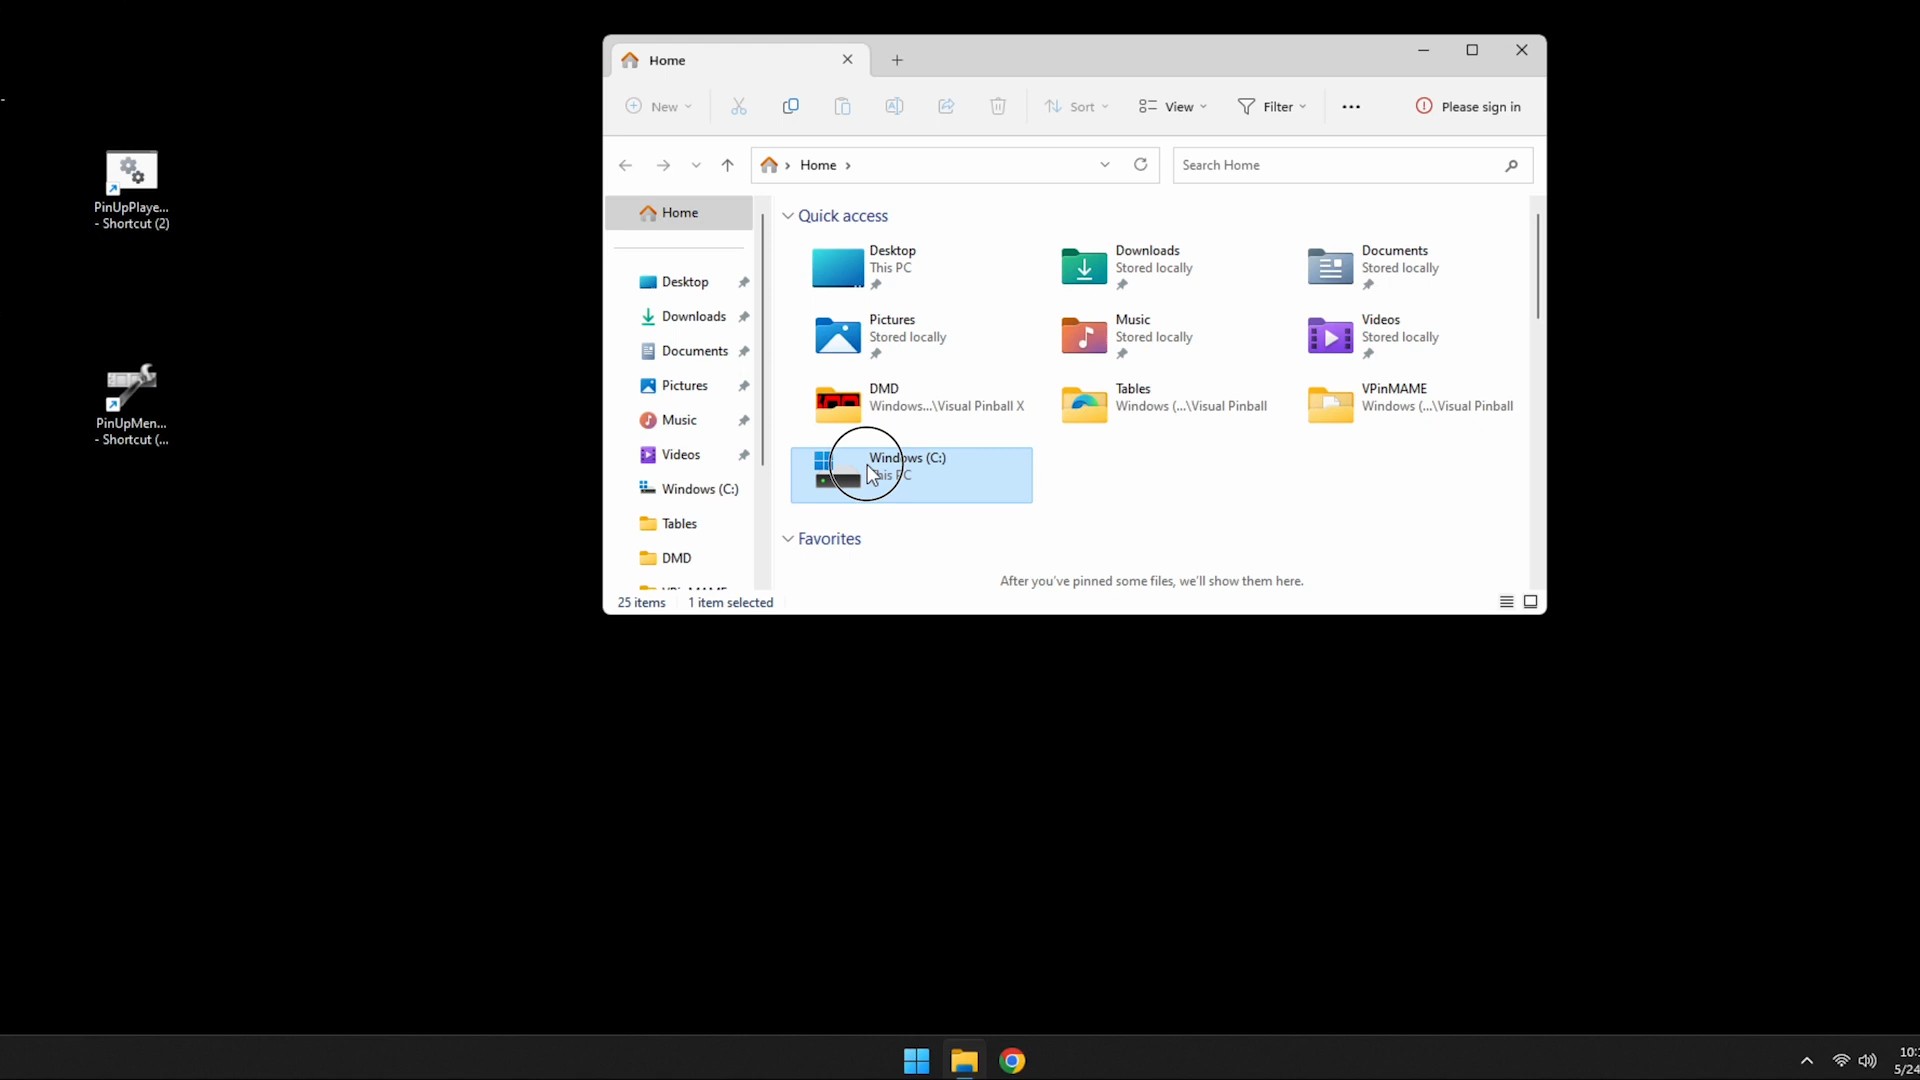 Home
New
Sort
View
Filter
Please sign in
Home
Search Home
PinUpPlaye...
- Shortcut (2)
PinUpMen...
- Shortcut (...
Home
Desktop
Downloads
Documents
Pictures
Music
Videos
Windows (C:)
Tables
DMD
Quick access
Desktop
This PC
Downloads
Stored locally
Documents
Stored locally
Pictures
Stored locally
Music
Stored locally
Videos
Stored locally
DMD
Windows...\Visual Pinball X
Tables
Windows (...\Visual Pinball
VPinMAME
Windows (...\Visual Pinball
Windows (C:)
This PC
Favorites
After you've pinned some files, we'll show them here.
25 items
1 item selected
5/24